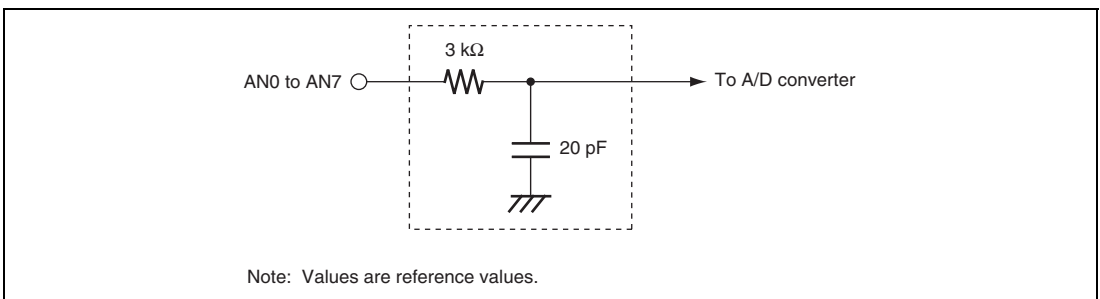 3 kΩ
AN0 to AN7
To A/D converter
20 pF
Note: Values are reference values.